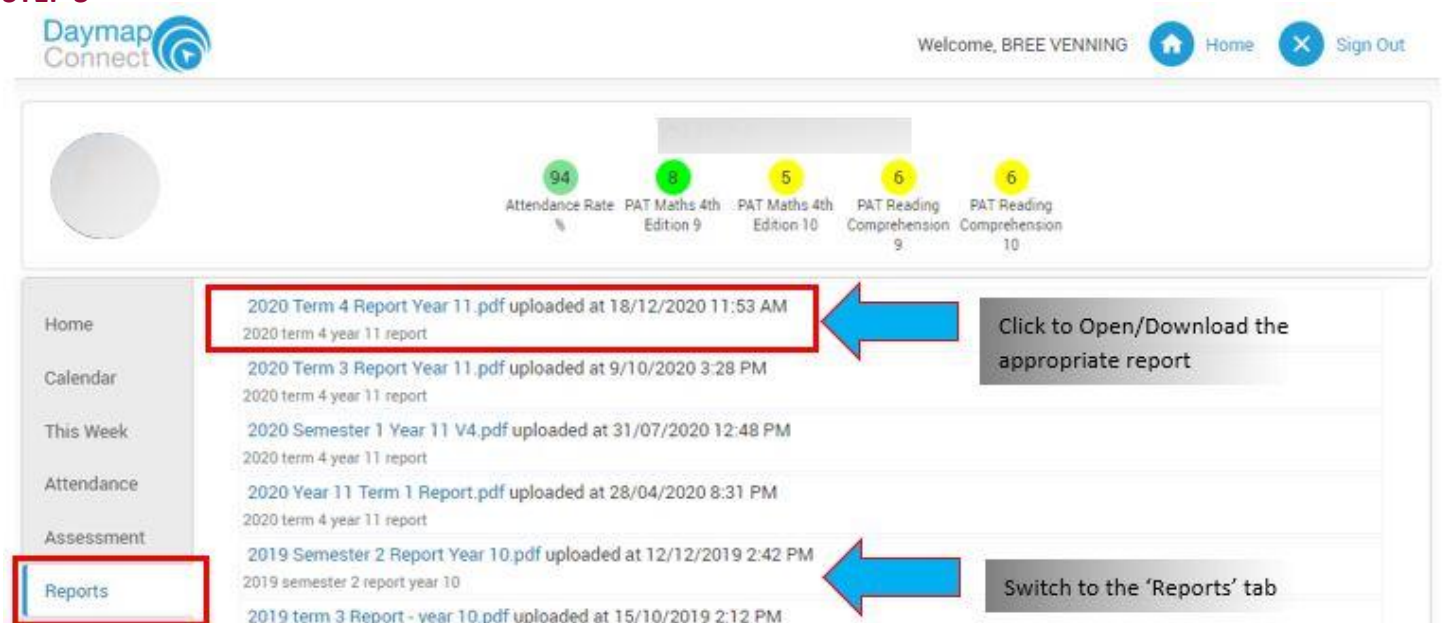 Daymap
Connect
Welcome, BREE VENNING
Home
Sign Out
94
8
5
6
6
Attendance Rate
%
PAT Maths 4th
Edition 9
PAT Maths 4th
Edition 10
PAT Reading
Comprehension
9
PAT Reading
Comprehension
10
Home
Calendar
This Week
Attendance
Assessment
Reports
2020 Term 4 Report Year 11.pdf uploaded at 18/12/2020 11:53 AM
2020 term 4 year 11 report
2020 Term 3 Report Year 11.pdf uploaded at 9/10/2020 3:28 PM
2020 term 4 year 11 report
2020 Semester 1 Year 11 V4.pdf uploaded at 31/07/2020 12:48 PM
2020 term 4 year 11 report
2020 Year 11 Term 1 Report.pdf uploaded at 28/04/2020 8:31 PM
2020 term 4 year 11 report
2019 Semester 2 Report Year 10.pdf uploaded at 12/12/2019 2:42 PM
2019 semester 2 report year 10
2019 term 3 Report - year 10.pdf uploaded at 15/10/2019 2:12 PM
Click to Open/Download the
appropriate report
Switch to the ‘Reports’ tab